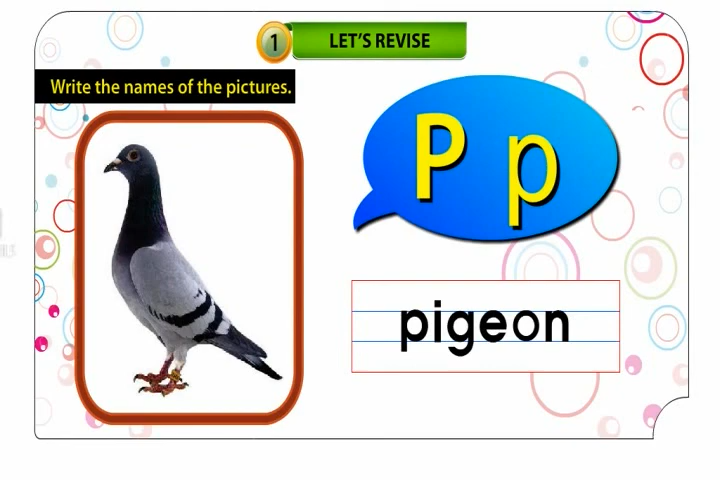 1
LET'S REVISE
Write the names of the pictures.
P p
pigeon